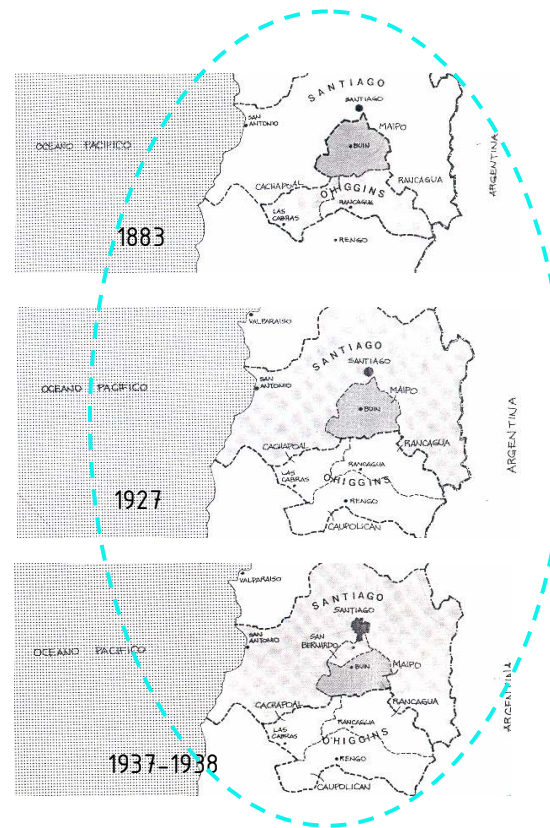 SANTIAGO
SANTIAGO
SAN
ANTONIO
MAIPO
OCEANO PACIFICO
BUIN
ARGENTINA
CACHAPOAL
RANCAGUA
O'HIGGINS
LAS
CABRAS
RANCAGUA
1883
RENGO
VALPARAISO
SANTIAGO
SANTIAGO
OCEANO PACIFICO
SAN
ANTONIO
MAIPO
BUIN
ARGENTINA
CACHAPOAL
RANCAGUA
LAS
CABRAS
RANCAGUA
O'HIGGINS
1927
RENGO
CAUPOLICAN
VALPARAISO
SANTIAGO
SANTIAGO
SAN
ANTONIO
SAN
BERNARDO
OCEANO PACIFICO
BUIN
MAIPO
ARGENTINA
CACHAPOAL
RANCAGUA
LAS
CABRAS
RANCAGUA
O'HIGGINS
1937-1938
RENGO
CAUPOLICAN